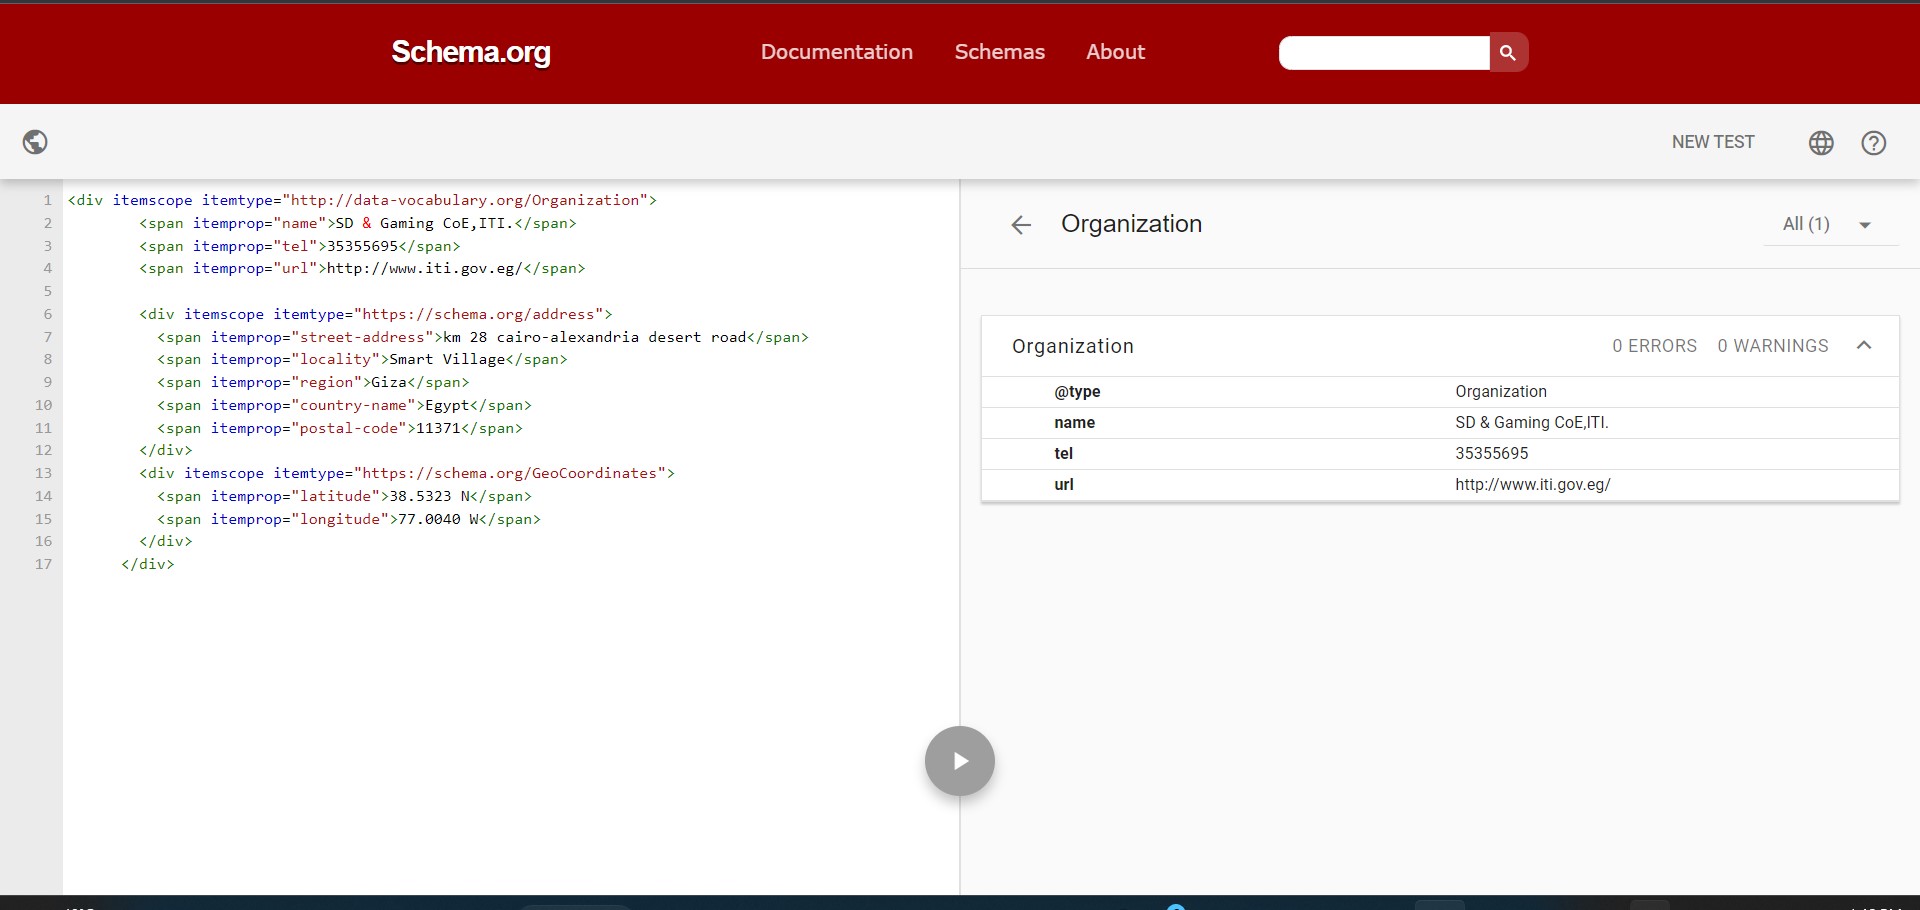 Schema.org Documentation Schemas About
NEW TEST
1 <div itemscope itemtype="http://data-vocabulary.org/Organization">
2 <span itemprop="name">SD & Gaming CoE,ITI.</span>
3 <span itemprop="tel">35355695</span>
4 <span itemprop="url">http://www.iti.gov.eg/</span>
5
6 <div itemscope itemtype="https://schema.org/address">
7 <span itemprop="street-address">km 28 cairo-alexandria desert road</span>
8 <span itemprop="locality">Smart Village</span>
9 <span itemprop="region">Giza</span>
10 <span itemprop="country-name">Egypt</span>
11 <span itemprop="postal-code">11371</span>
12 </div>
13 <div itemscope itemtype="https://schema.org/GeoCoordinates">
14 <span itemprop="latitude">38.5323 N</span>
15 <span itemprop="longitude">77.0040 W</span>
16 </div>
17 </div>
Organization All (1)
Organization 0 ERRORS 0 WARNINGS
@type Organization
name SD & Gaming CoE,ITI.
tel 35355695
url http://www.iti.gov.eg/